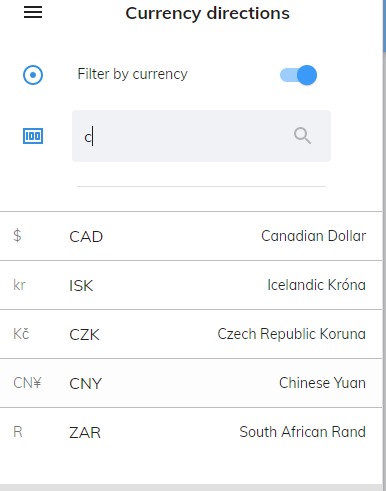 Currency directions
Filter by currency
100
c
$ CAD Canadian Dollar
kr ISK Icelandic Króna
Kč CZK Czech Republic Koruna
CN¥ CNY Chinese Yuan
R ZAR South African Rand